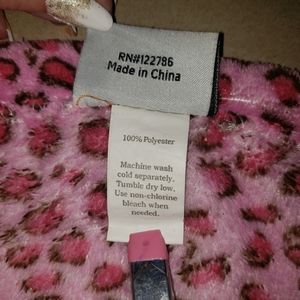 RN#122786
Made in China
100% Polyester
Machine wash
cold separately.
Tumble dry low.
Use non-chlorine
bleach when
needed.